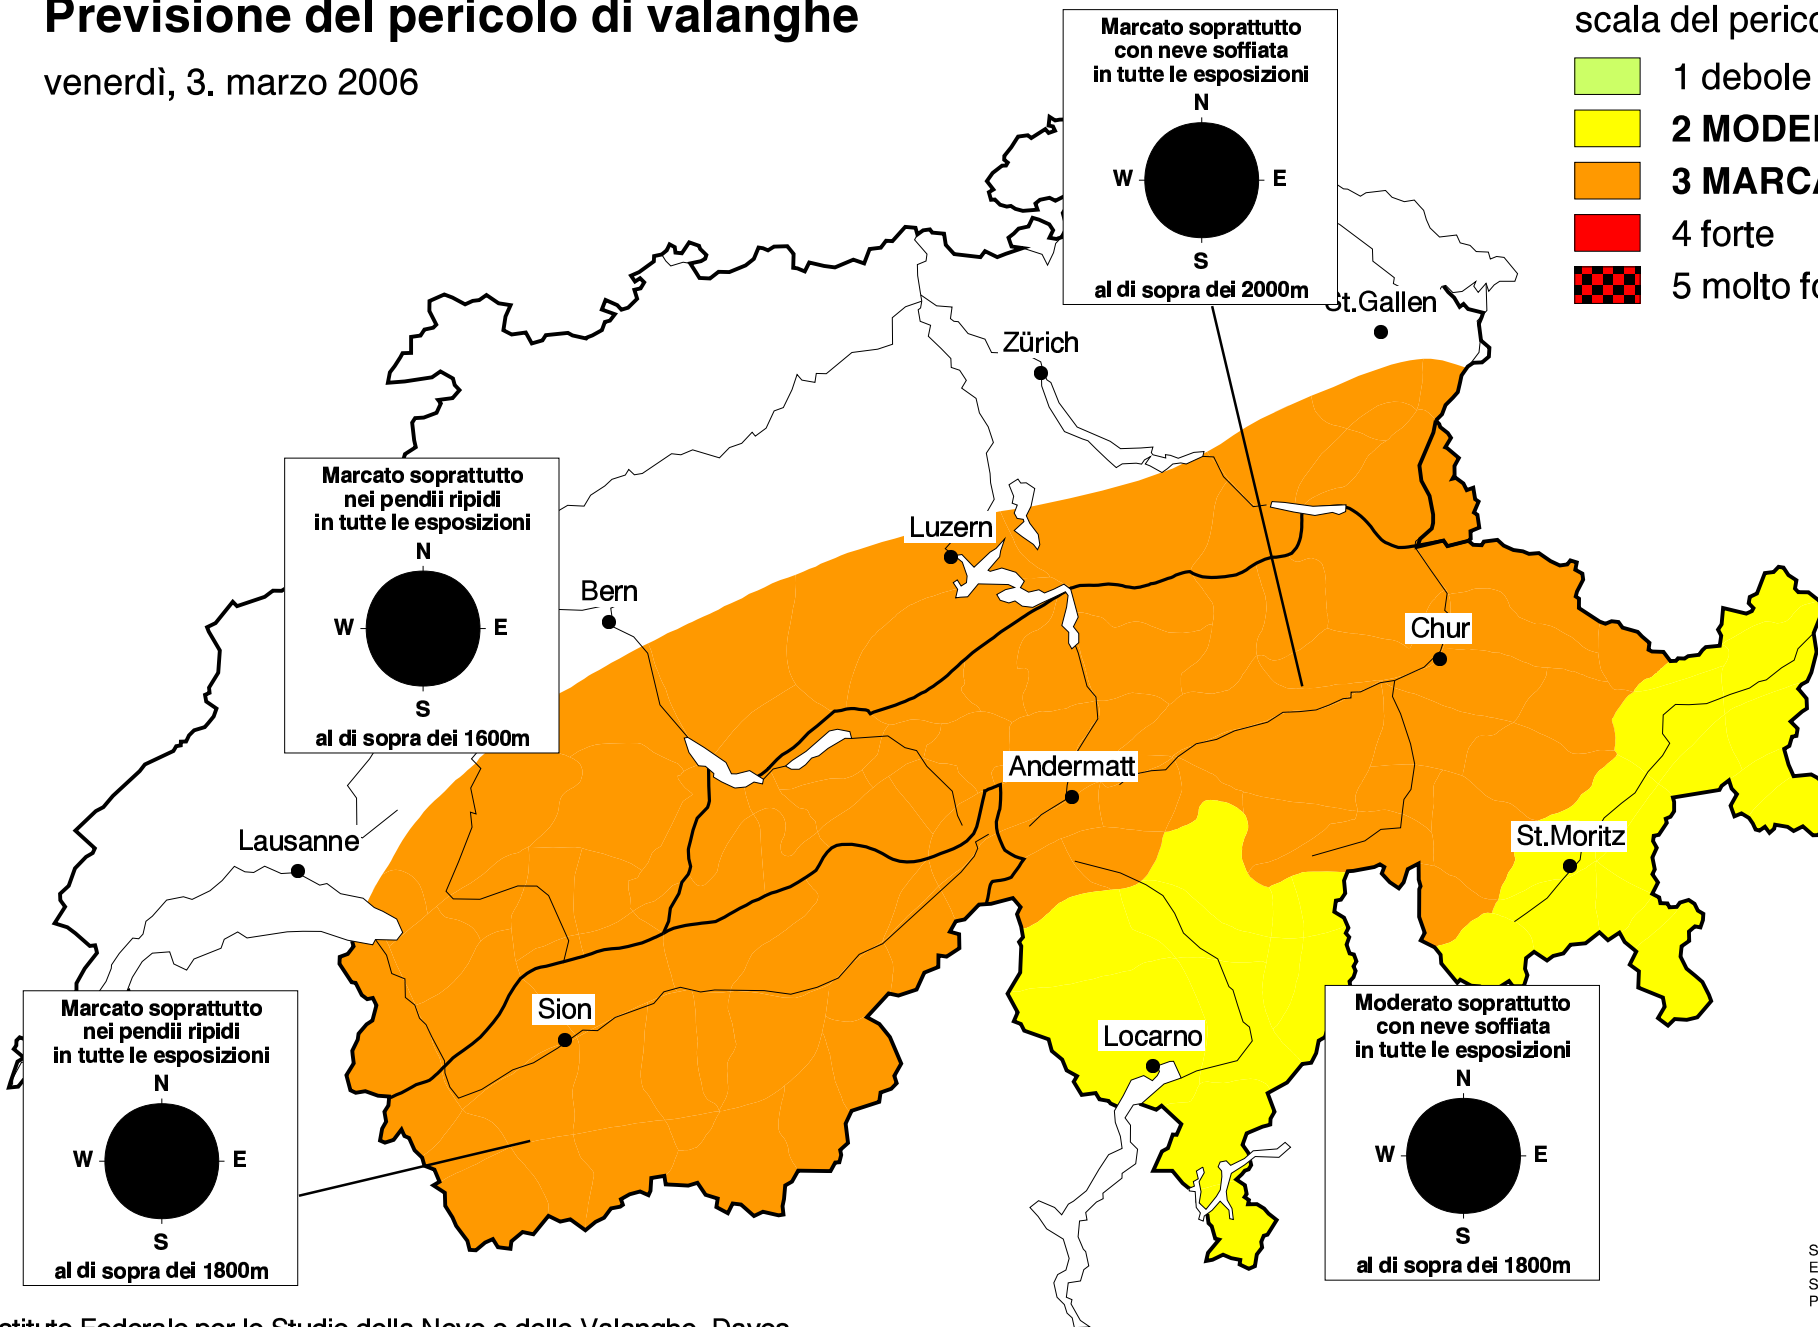 Previsione del pericolo di valanghe
venerdì, 3. marzo 2006
Marcato soprattutto
con neve soffiata
in tutte le esposizioni
N
W E
S
al di sopra dei 2000m
scala del
1 debole
2
3
4 forte
5 molto
St.Gallen
Zürich
Marcato soprattutto
nei pendii ripidi
in tutte le esposizioni
N
W E
S
al di sopra dei 1600m
Luzern
Bern
Chur
Andermatt
Lausanne
St.Moritz
Sion
Locarno
Marcato soprattutto
nei pendii ripidi
in tutte le esposizioni
N
W E
S
al di sopra dei 1800m
Moderato soprattutto
con neve soffiata
in tutte le esposizioni
N
W E
S
al di sopra dei 1800m
Federale per lo Studio della Neve e delle Valanghe, Davos